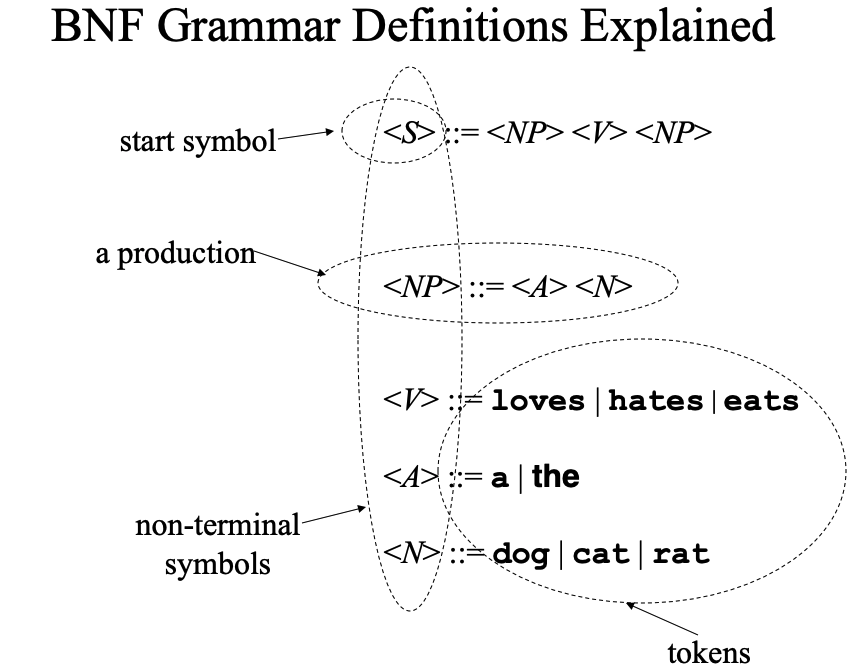 BNF Grammar Definitions Explained
start symbol
<S> ::= <NP> <V> <NP>
a production
<NP> ::= <A> <N>
<V> ::= loves | hates | eats
<A> ::= a | the
non-terminal
symbols
<N> ::= dog | cat | rat
tokens